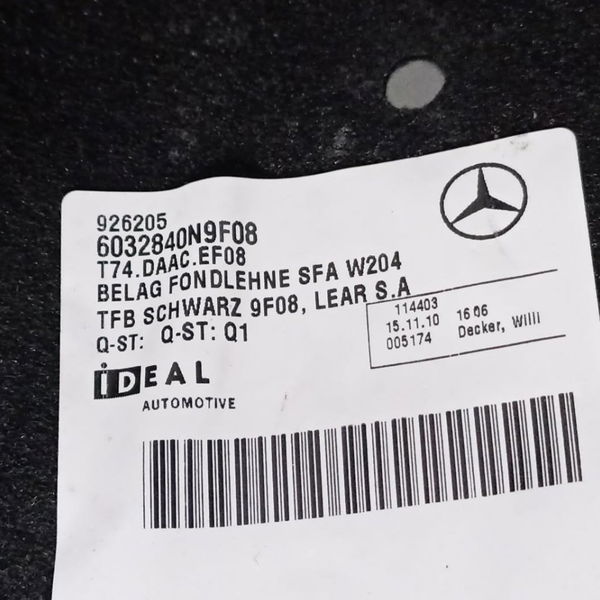 926205
6032840N9F08
T74.DAAC.EF08
BELAG FONDLEHNE SFA W204
TFB SCHWARZ 9F08, LEAR S.A
Q-ST: Q-ST: Q1
114403
15.11.10 16 06
005174 Decker, Willi
iDEAL
AUTOMOTIVE